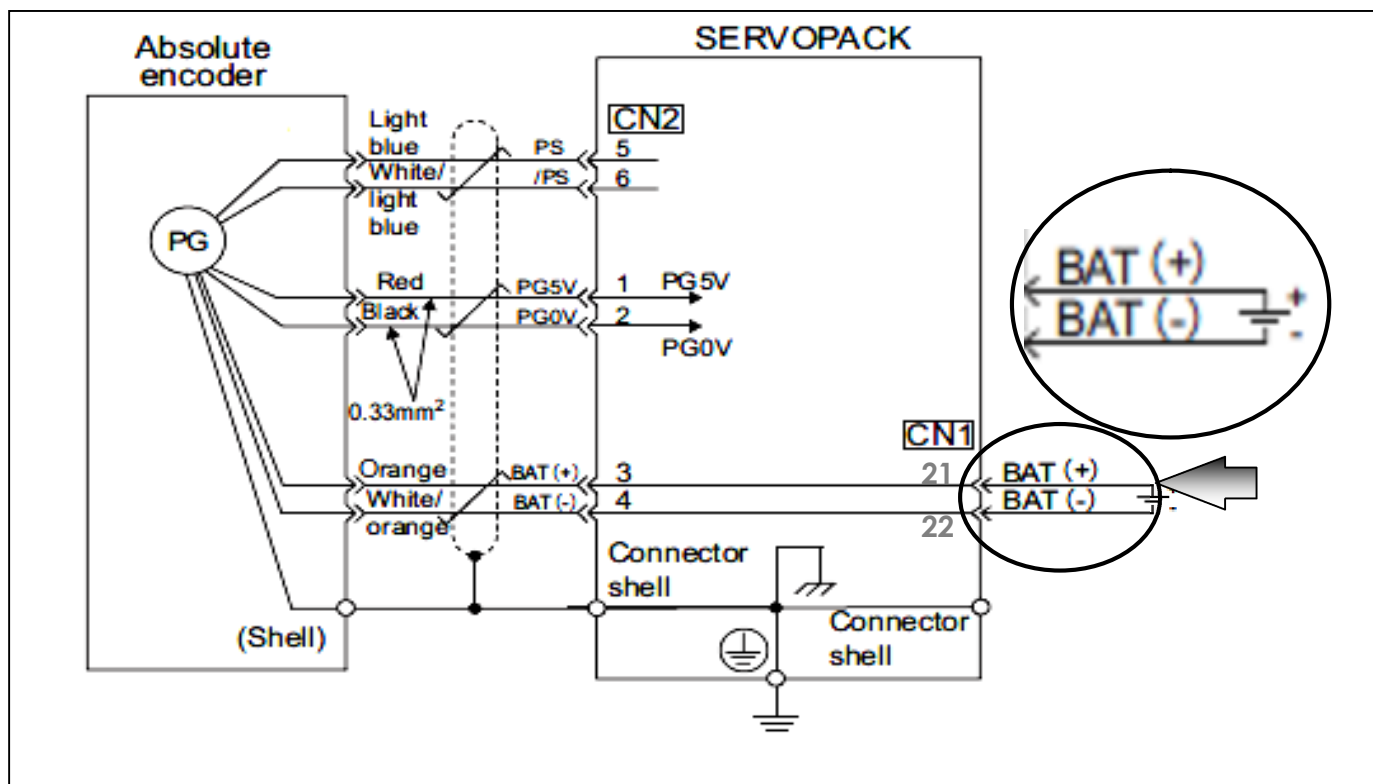 SERVOPACK
Absolute
encoder
Light
blue
White/
light
blue
PS
/PS
CN2
5
6
PG
Red
Black
PG5V
PG0V
1
2
PG5V
PG0V
0.33mm²
BAT (+)
BAT (-)
+
-
CN1
Orange
White/
orange
BAT (+)
BAT (-)
3
4
21
22
BAT (+)
BAT (-)
+
-
Connector
shell
Connector
shell
(Shell)